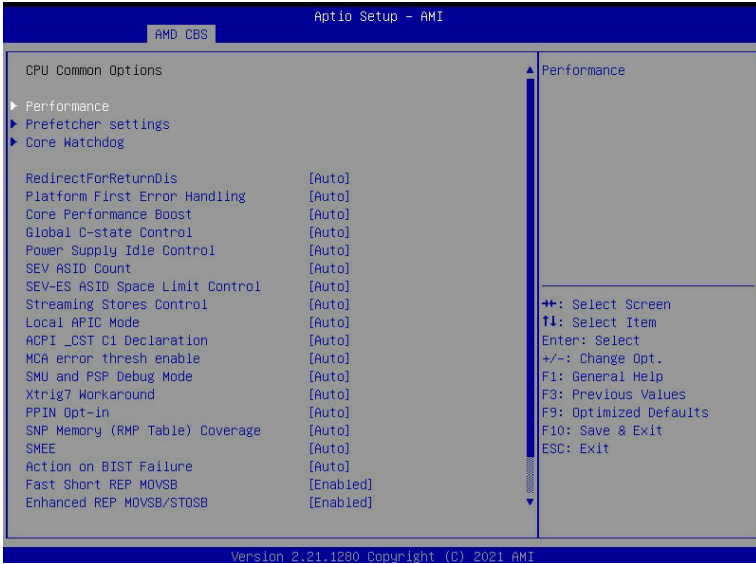 Aptio Setup - AMI
AMD CBS
CPU Common Options
Performance
Prefetcher settings
Core Watchdog
RedirectForReturnDis [Auto]
Platform First Error Handling [Auto]
Core Performance Boost [Auto]
Global C-state Control [Auto]
Power Supply Idle Control [Auto]
SEV ASID Count [Auto]
SEV-ES ASID Space Limit Control [Auto]
Streaming Stores Control [Auto]
Local APIC Mode [Auto]
ACPI _CST C1 Declaration [Auto]
MCA error thresh enable [Auto]
SMU and PSP Debug Mode [Auto]
Xtrig7 Workaround [Auto]
PPIN Opt-in [Auto]
SNP Memory (RMP Table) Coverage [Auto]
SMEE [Auto]
Action on BIST Failure [Auto]
Fast Short REP MOVSB [Enabled]
Enhanced REP MOVSB/STOSB [Enabled]
Performance
→←: Select Screen
↑↓: Select Item
Enter: Select
+/-: Change Opt.
F1: General Help
F3: Previous Values
F9: Optimized Defaults
F10: Save & Exit
ESC: Exit
Version 2.21.1280 Copyright (C) 2021 AMI